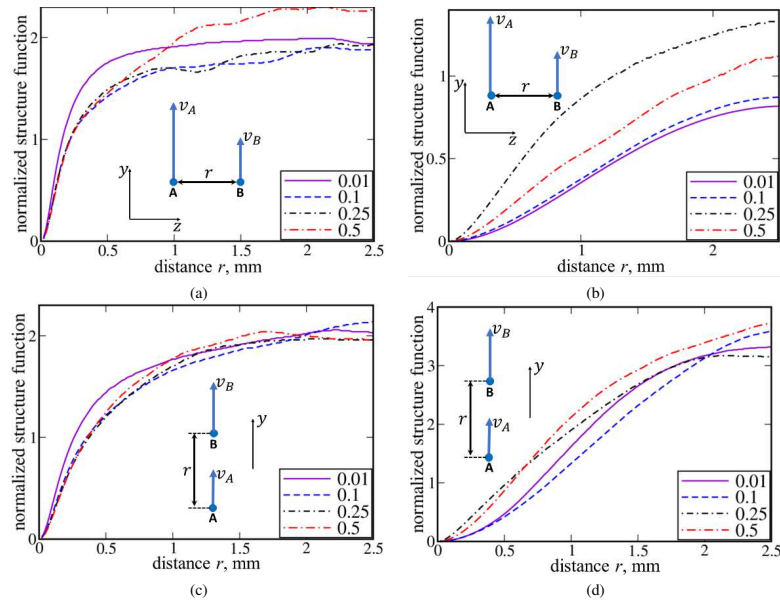 normalized structure function
2
1
0
0
0.5
1.0
1.5
2.0
2.5
distance r, mm
v_A
v_B
r
A
B
y
z
0.01
0.1
0.25
0.5
(a)
normalized structure function
1.5
1
0.5
0
0
1
2
distance r, mm
v_A
v_B
r
A
B
y
z
0.01
0.1
0.25
0.5
(b)
normalized structure function
2
1
0
0
0.5
1
1.5
2
2.5
distance r, mm
v_B
B
y
r
v_A
A
0.01
0.1
0.25
0.5
(c)
normalized structure function
4
3
2
1
0
0
0.5
1
1.5
2
2.5
distance r, mm
v_B
B
y
r
v_A
A
0.01
0.1
0.25
0.5
(d)